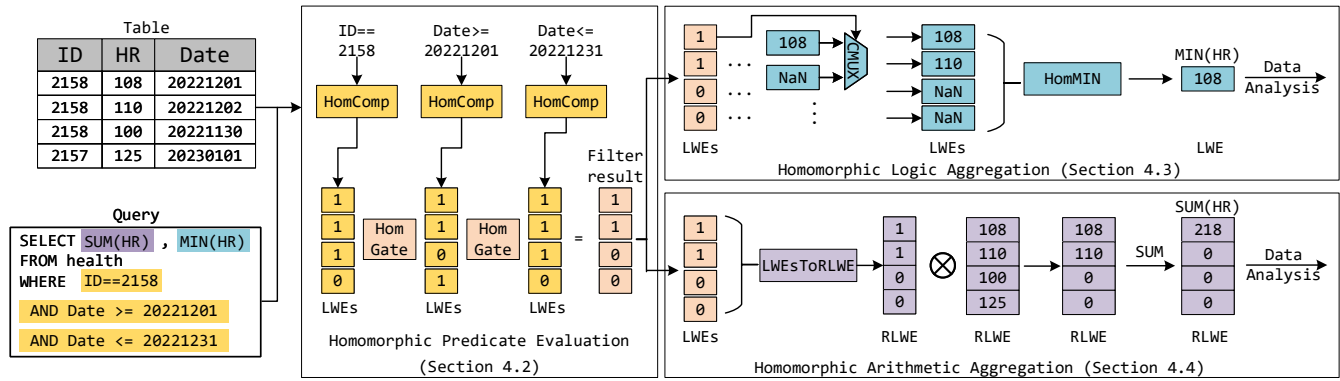 Table
ID HR Date
2158 108 20221201
2158 110 20221202
2158 100 20221130
2157 125 20230101
Query
SELECT SUM(HR) , MIN(HR)
FROM health
WHERE ID==2158
AND Date >= 20221201
AND Date <= 20221231
ID==
2158
Date>=
20221201
Date<=
20221231
HomComp HomComp HomComp
Filter
result
1 1 1 1
1 1 1 1
1 0 1 0
0 1 0 0
Hom
Gate
Hom
Gate
=
LWEs LWEs LWEs
Homomorphic Predicate Evaluation
(Section 4.2)
1
1 ...
0 ...
0 ...
LWEs
108
NaN
⋮
CMUX
108
110
NaN
NaN
⋮
LWEs
HomMIN
MIN(HR)
108
LWE
Data
Analysis
Homomorphic Logic Aggregation (Section 4.3)
1
1
0
0
LWEs
LWEsToRLWE
1
1
0
0
RLWE
⊗
108
110
100
125
RLWE
108
110
0
0
RLWE
SUM
SUM(HR)
218
0
0
0
RLWE
Data
Analysis
Homomorphic Arithmetic Aggregation (Section 4.4)